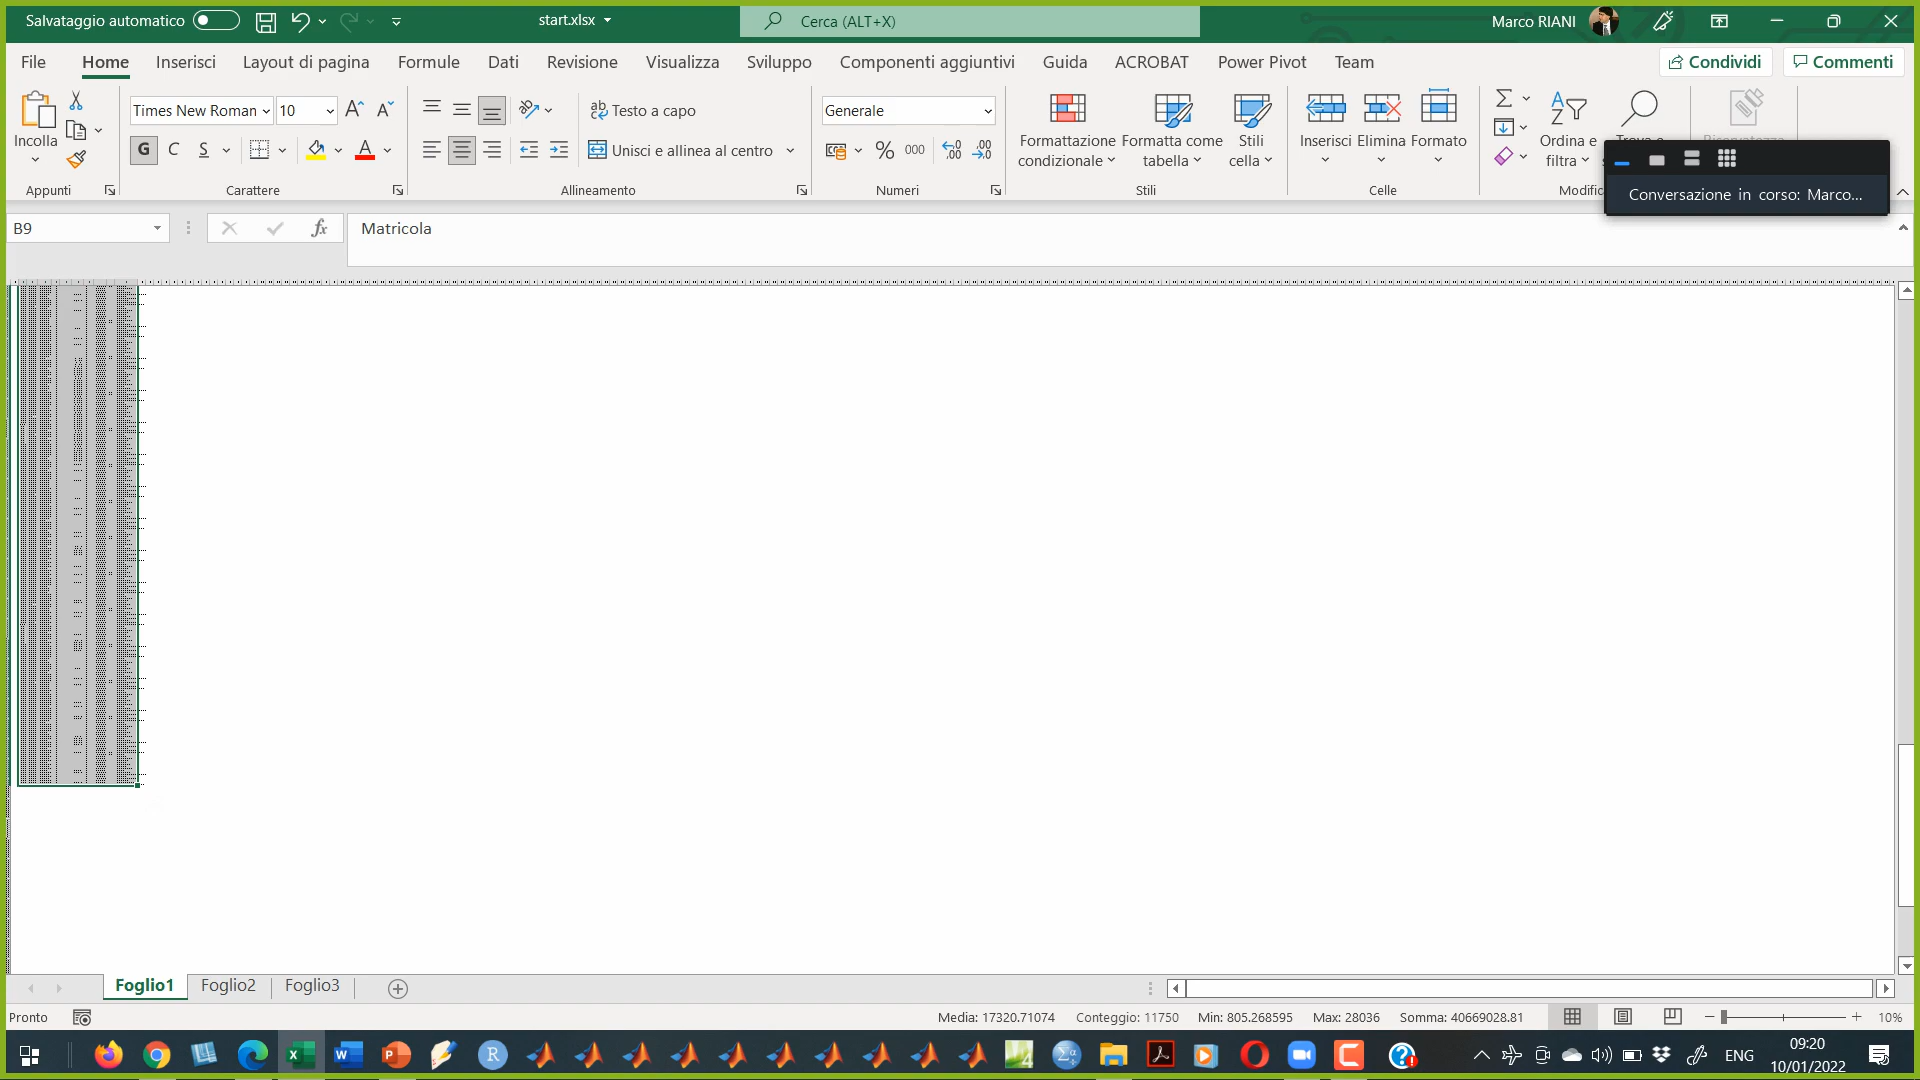 Salvataggio automatico
start.xlsx
Cerca (ALT+X)
Marco RIANI
File Home Inserisci Layout di pagina Formule Dati Revisione Visualizza Sviluppo Componenti aggiuntivi Guida ACROBAT Power Pivot Team Condividi Commenti
Incolla
Appunti
Times New Roman 10
G C S
Carattere
Testo a capo
Unisci e allinea al centro
Allineamento
Generale
% 000
Numeri
Formattazione condizionale
Formatta come tabella
Stili cella
Stili
Inserisci Elimina Formato
Celle
Ordina e filtra
Conversazione in corso: Marco...
B9
fx
Matricola
Foglio1 Foglio2 Foglio3
Pronto
Media: 17320.71074 Conteggio: 11750 Min: 805.268595 Max: 28036 Somma: 40669028.81
10%
ENG
09:20
10/01/2022